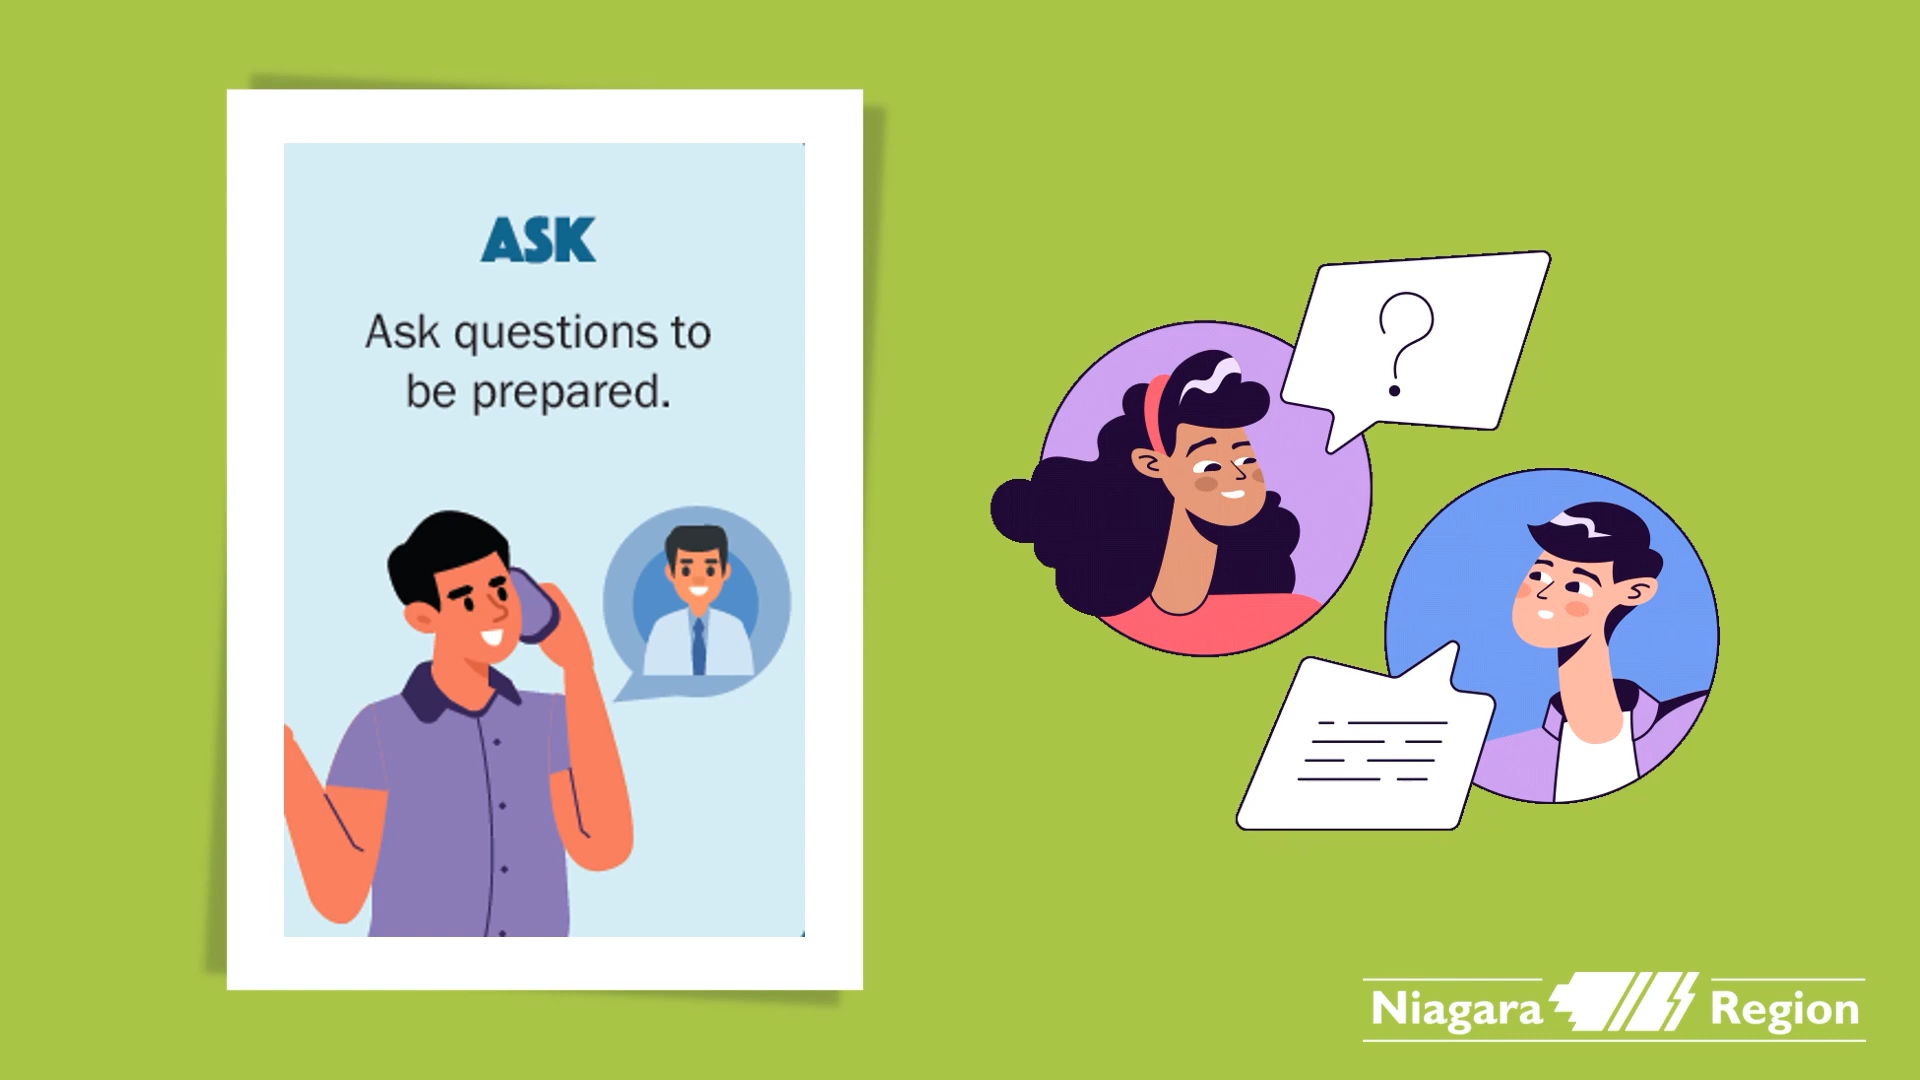 ASK
Ask questions to
be prepared.
?
Niagara Region